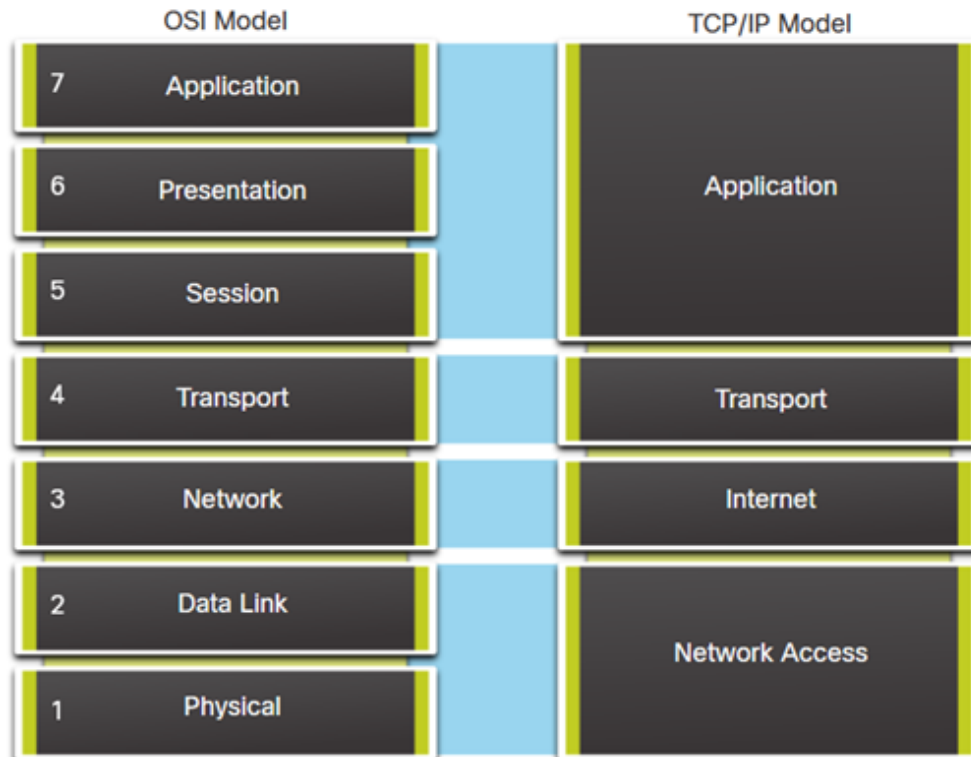 OSI Model
TCP/IP Model
7 Application
6 Presentation
5 Session
4 Transport
3 Network
2 Data Link
1 Physical
Application
Transport
Internet
Network Access